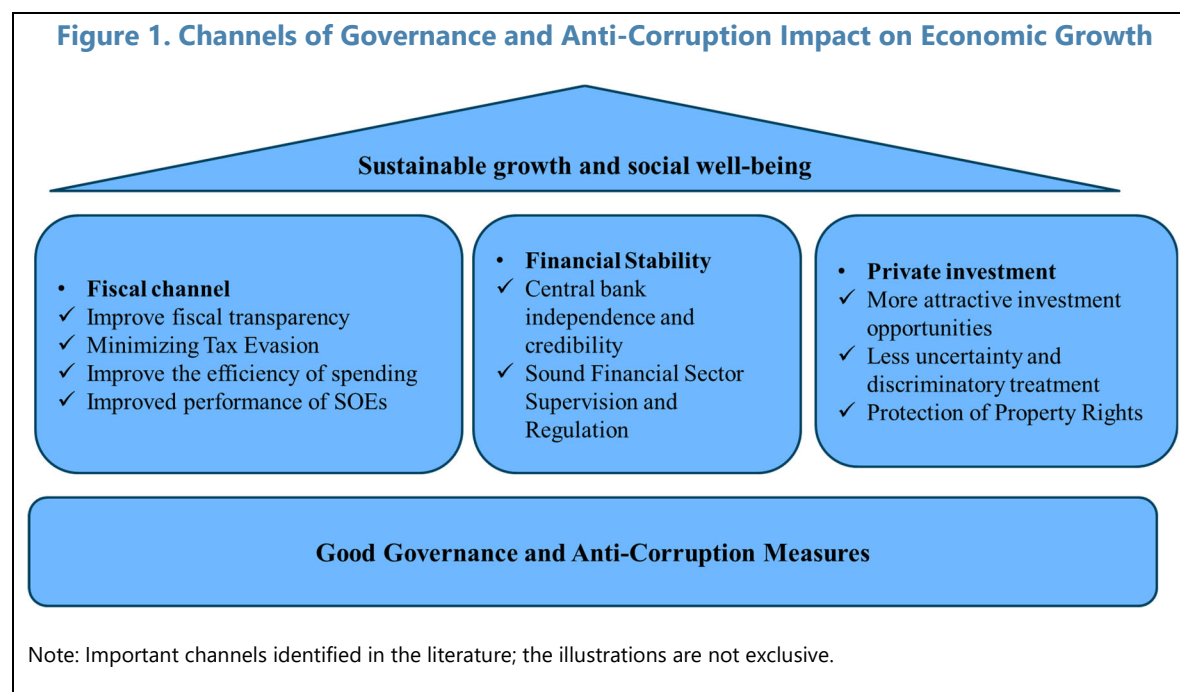 Figure 1. Channels of Governance and Anti-Corruption Impact on Economic Growth
Sustainable growth and social well-being
• Fiscal channel
✓ Improve fiscal transparency
✓ Minimizing Tax Evasion
✓ Improve the efficiency of spending
✓ Improved performance of SOEs
• Financial Stability
✓ Central bank
independence and
credibility
✓ Sound Financial Sector
Supervision and
Regulation
• Private investment
✓ More attractive investment
opportunities
✓ Less uncertainty and
discriminatory treatment
✓ Protection of Property Rights
Good Governance and Anti-Corruption Measures
Note: Important channels identified in the literature; the illustrations are not exclusive.